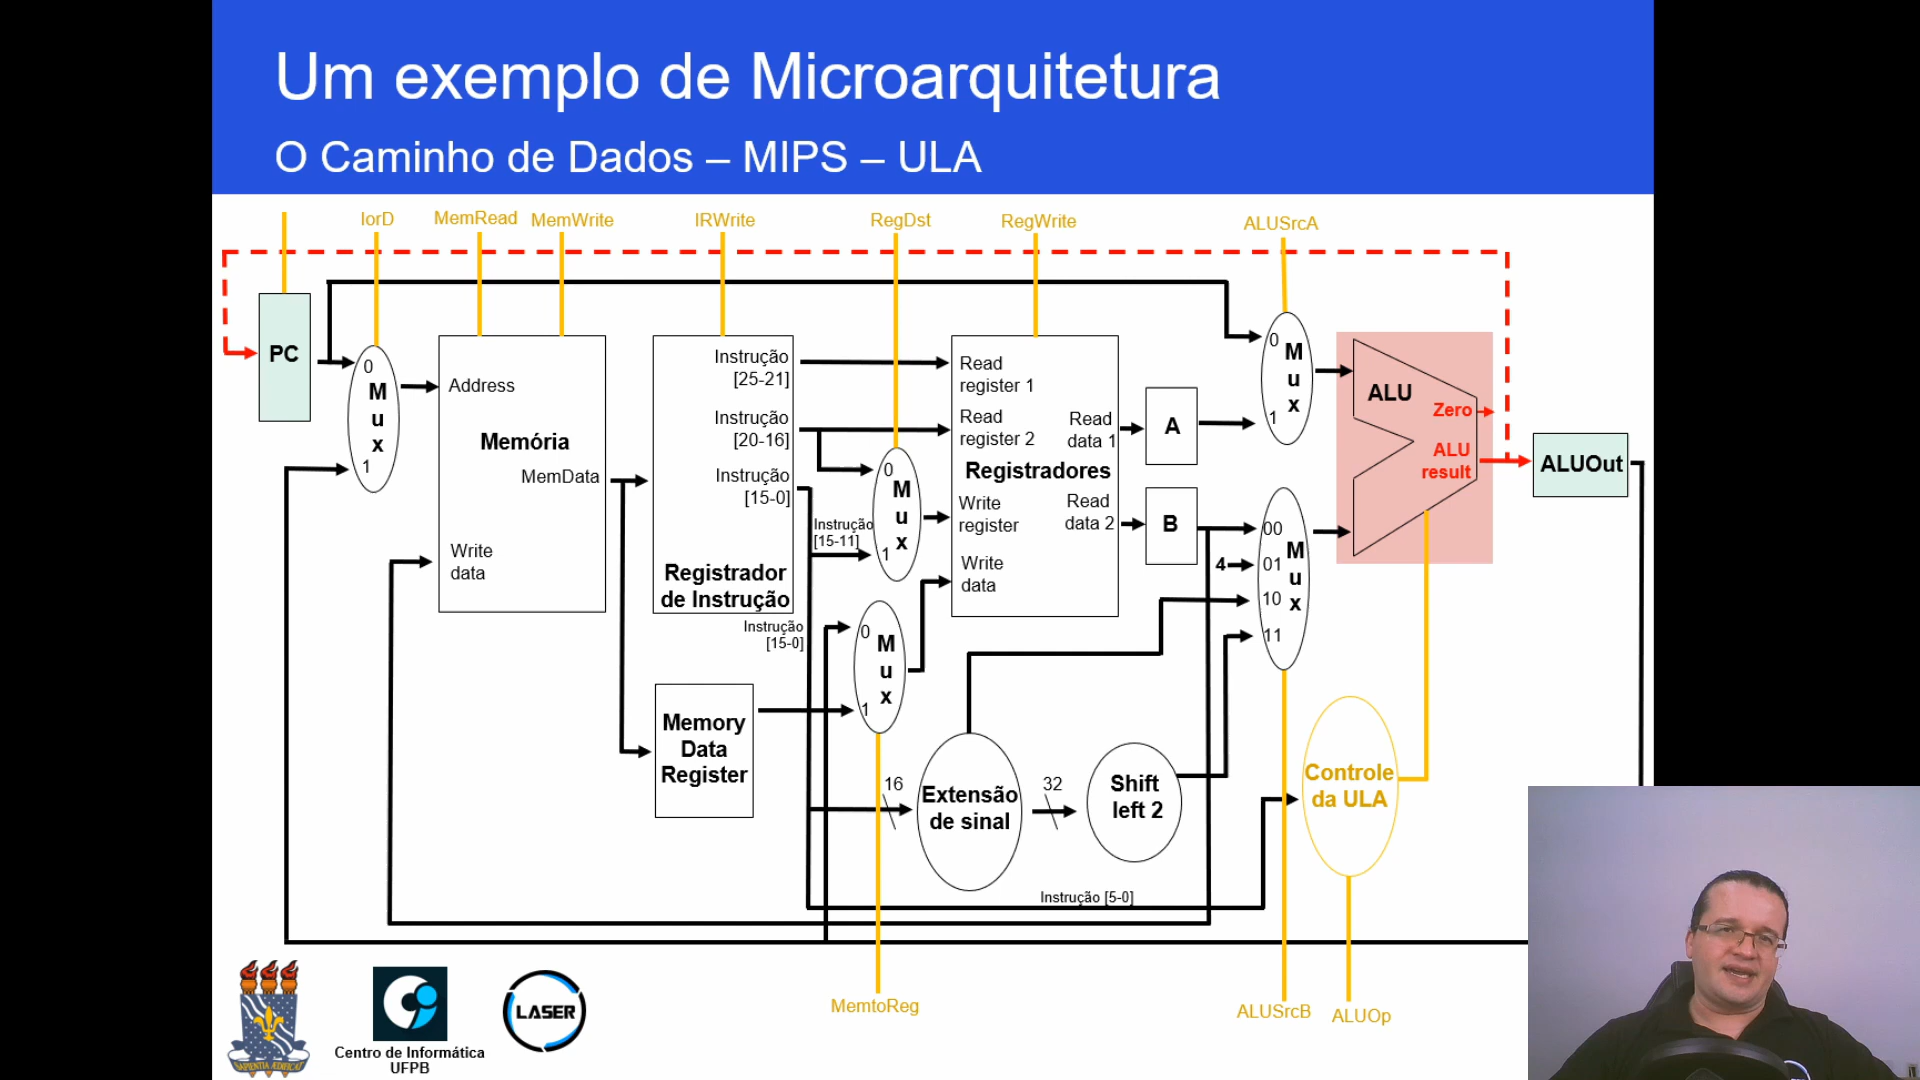 Um exemplo de Microarquitetura
O Caminho de Dados – MIPS – ULA
IorD
MemRead
MemWrite
IRWrite
RegDst
RegWrite
ALUSrcA
PC
0
M
u
x
1
Address
Memória
MemData
Write
data
Instrução
[25-21]
Instrução
[20-16]
Instrução
[15-0]
Registrador
de Instrução
Instrução
[15-11]
0
M
u
x
1
Read
register 1
Read
register 2
Read
data 1
Registradores
Write
register
Read
data 2
Write
data
A
B
0
M
u
x
1
4
00
01
10
11
M
u
x
ALU
Zero
ALU
result
ALUOut
Instrução
[15-0]
0
M
u
x
1
Memory
Data
Register
16
Extensão
de sinal
32
Shift
left 2
Controle
da ULA
Instrução [5-0]
MemtoReg
ALUSrcB
ALUOp
SAPIENTIA ÆDIFICAT
Centro de Informática
UFPB
LASER